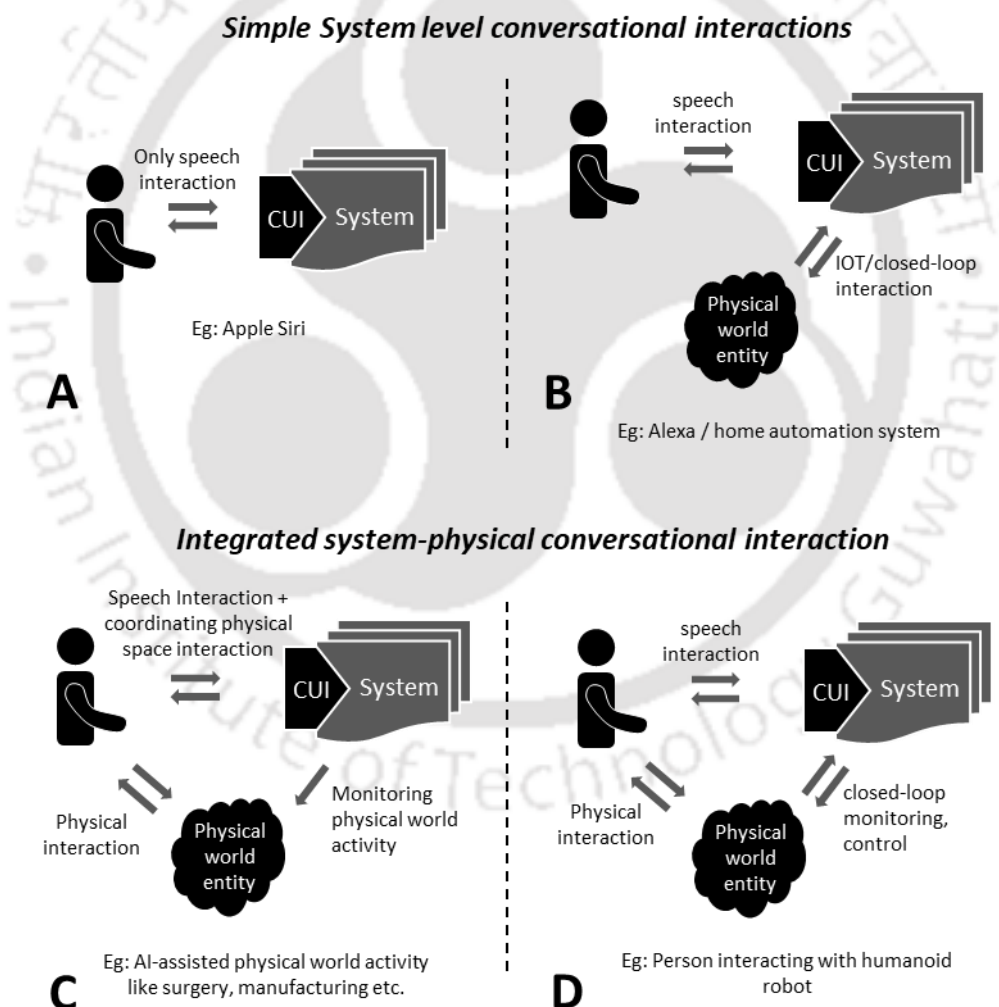 Simple System level conversational interactions
Only speech
interaction
CUI
System
Eg: Apple Siri
A
speech
interaction
CUI
System
IOT/closed-loop
interaction
Physical
world
entity
B
Eg: Alexa / home automation system
Integrated system-physical conversational interaction
Speech Interaction +
coordinating physical
space interaction
CUI
System
Physical
interaction
Physical
world
entity
Monitoring
physical world
activity
C
Eg: AI-assisted physical world activity
like surgery, manufacturing etc.
speech
interaction
CUI
System
Physical
interaction
Physical
world
entity
closed-loop
monitoring,
control
D
Eg: Person interacting with humanoid
robot
Indian Institute of Technology Guwahati